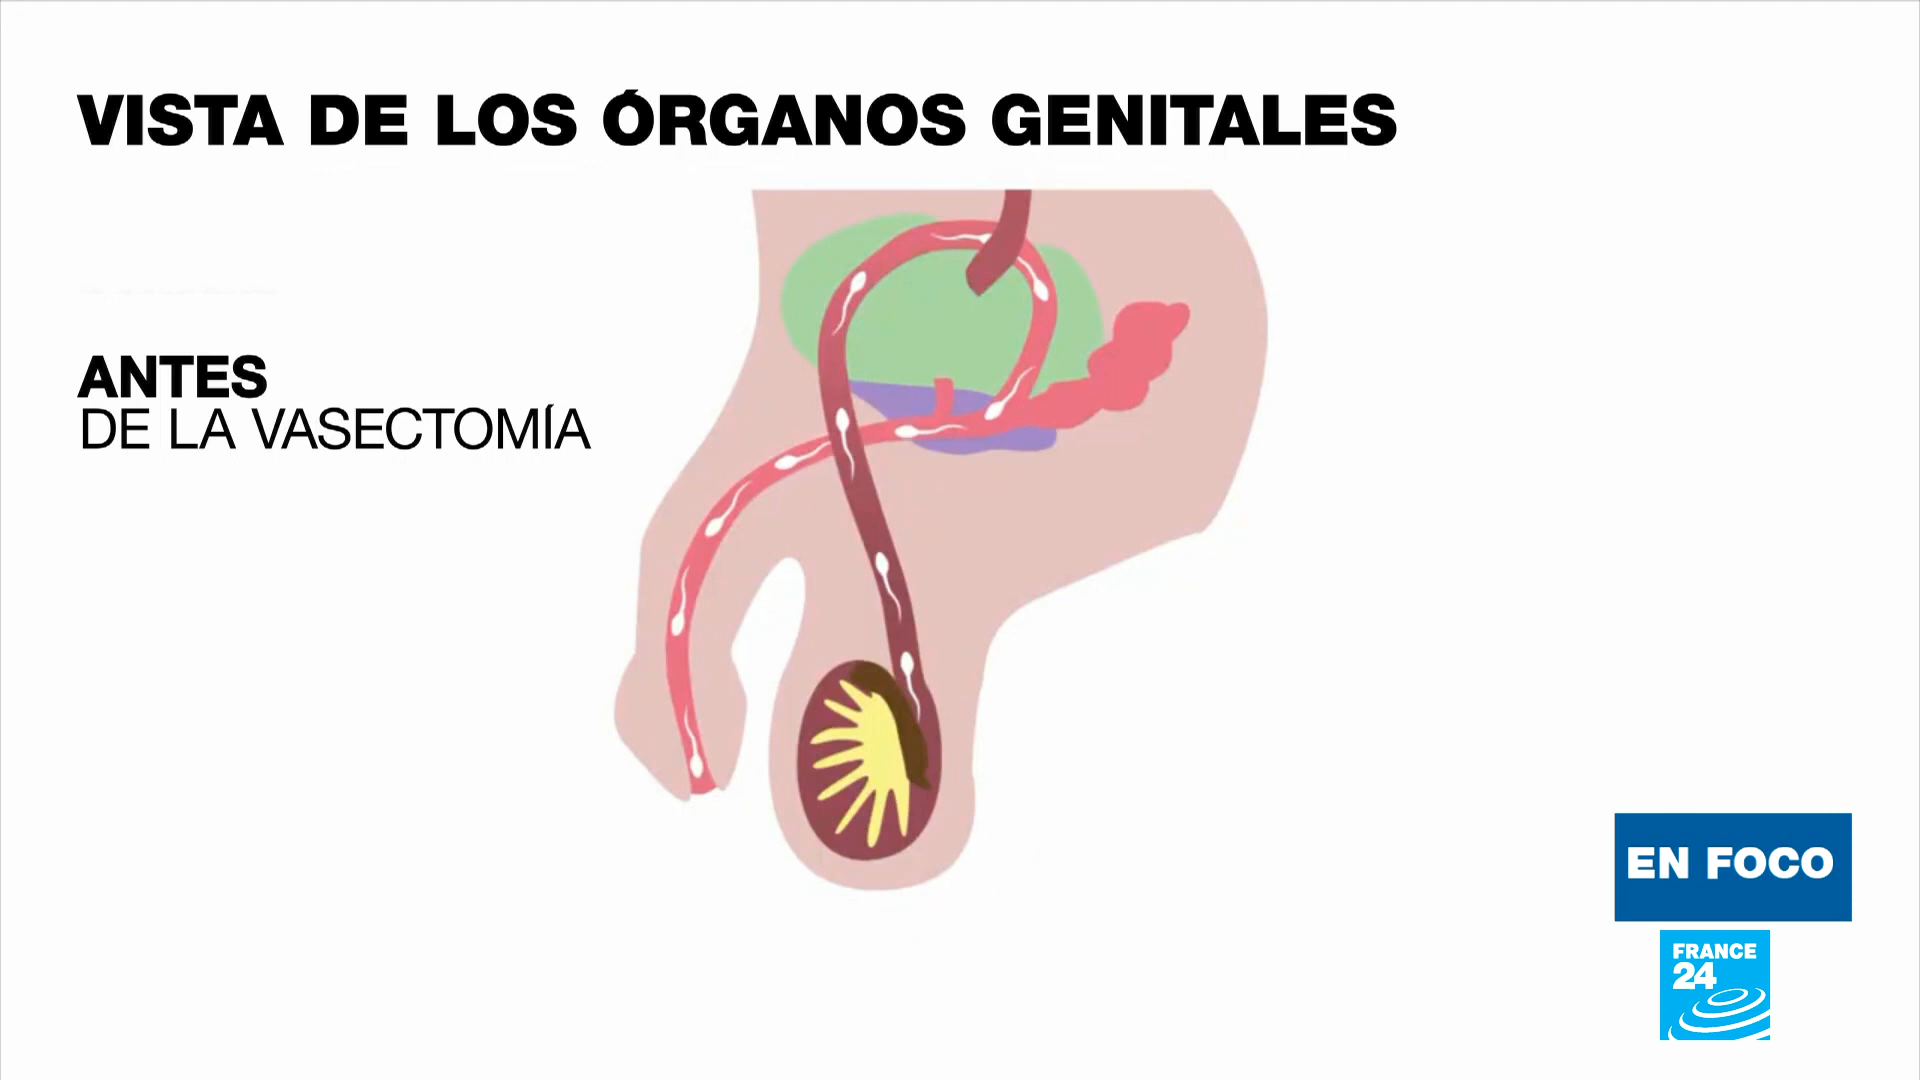 VISTA DE LOS ÓRGANOS GENITALES
ANTES
DE LA VASECTOMÍA
EN FOCO
FRANCE
24